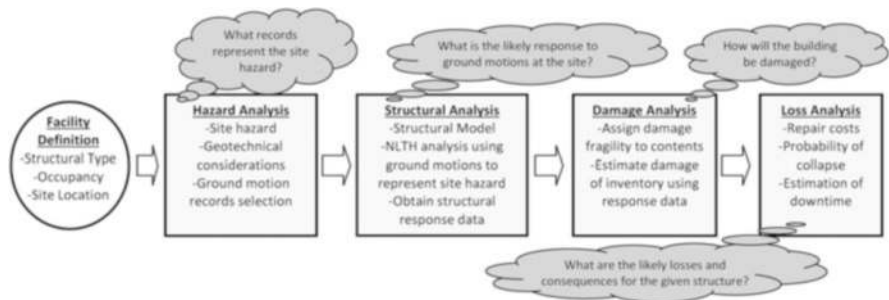 What records
represent the site
hazard?
What is the likely response to
ground motions at the site?
How will the building
be damaged?
Facility
Definition
-Structural Type
-Occupancy
-Site Location
Hazard Analysis
-Site hazard
-Geotechnical
considerations
-Ground motion
records selection
Structural Analysis
-Structural Model
-NLTH analysis using
ground motions to
represent site hazard
-Obtain structural
response data
Damage Analysis
-Assign damage
fragility to contents
-Estimate damage
of inventory using
response data
Loss Analysis
-Repair costs
-Probability of
collapse
-Estimation of
downtime
What are the likely losses and
consequences for the given structure?